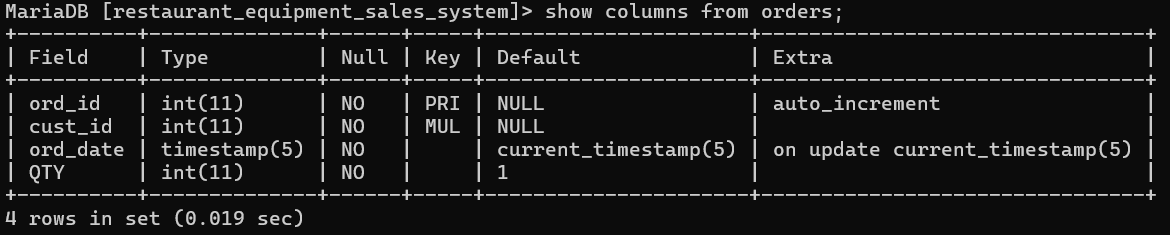 MariaDB [restaurant_equipment_sales_system]> show columns from orders;
+----------+--------------+------+-----+----------------------+--------------------------------+
| Field    | Type         | Null | Key | Default              | Extra                          |
+----------+--------------+------+-----+----------------------+--------------------------------+
| ord_id   | int(11)      | NO   | PRI | NULL                 | auto_increment                 |
| cust_id  | int(11)      | NO   | MUL | NULL                 |                                |
| ord_date | timestamp(5) | NO   |     | current_timestamp(5) | on update current_timestamp(5) |
| QTY      | int(11)      | NO   |     | 1                    |                                |
+----------+--------------+------+-----+----------------------+--------------------------------+
4 rows in set (0.019 sec)